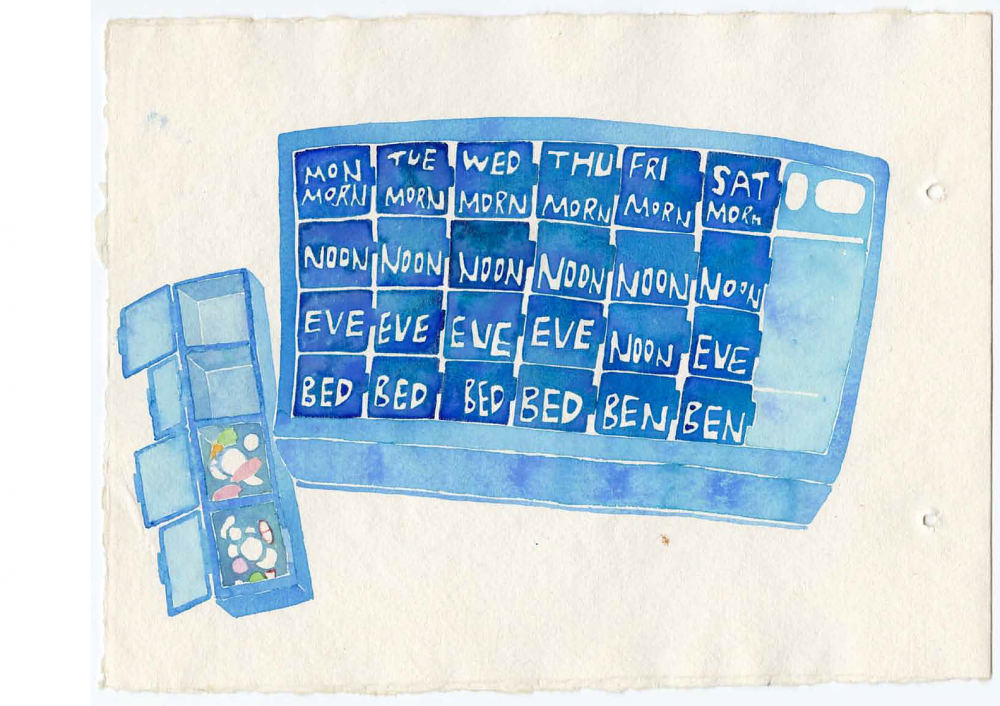 MON TUE WED THU FRI SAT
MORN MORN MORN MORN MORN MORN
NOON NOON NOON NOON NOON NOON
EVE EVE EVE EVE NOON EVE
BED BED BED BED BEN BEN